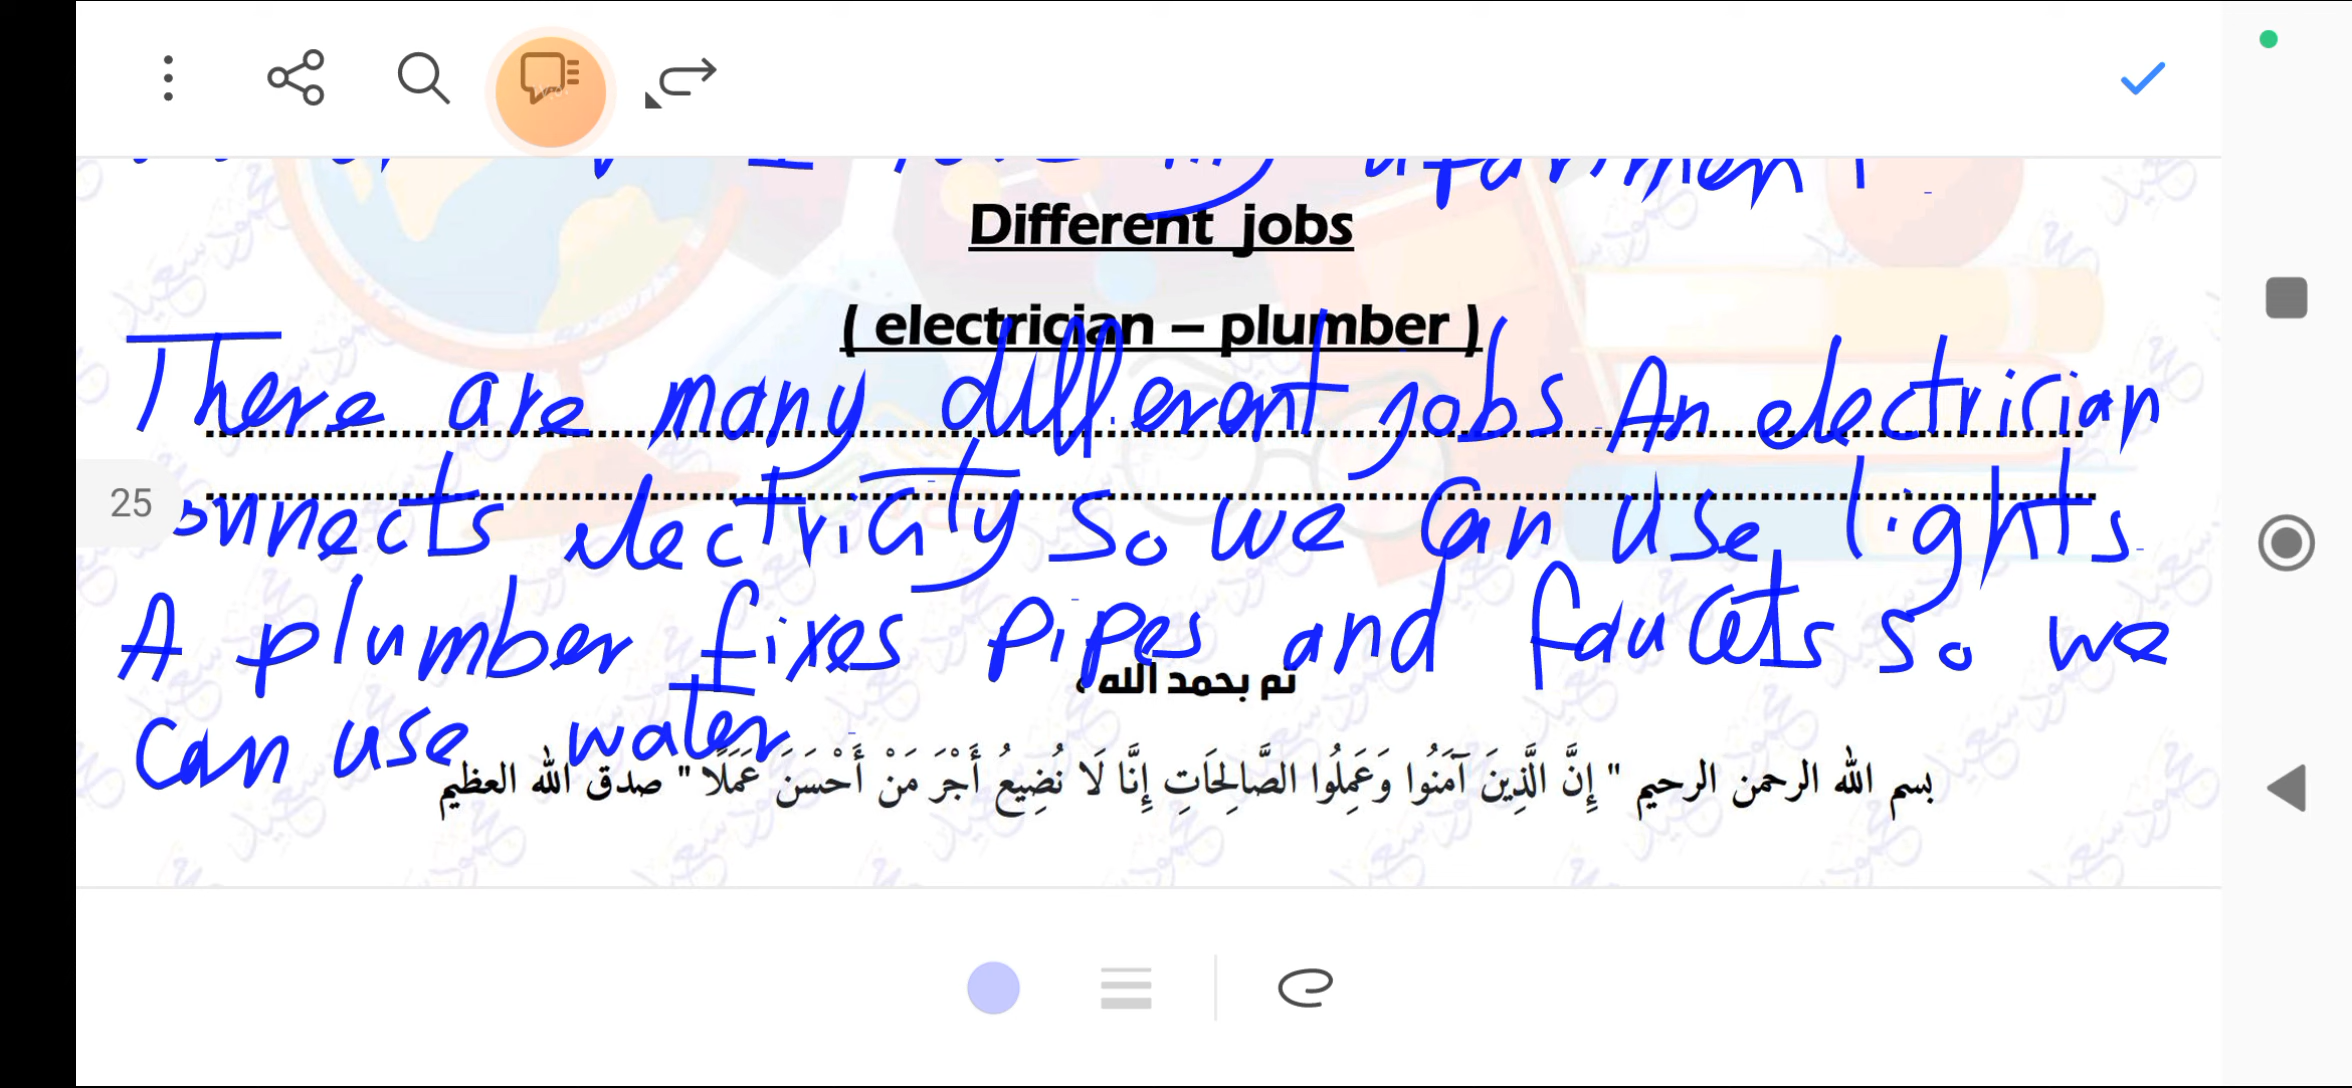 Different jobs
( electrician – plumber )
There are many different jobs. An electrician
25
connects electricity so we can use lights.
A plumber fixes pipes and faucets so we
تم بحمد الله ،
can use water
بسم الله الرحمن الرحيم " إِنَّ الَّذِينَ آمَنُوا وَعَمِلُوا الصَّالِحَاتِ إِنَّا لَا نُضِيعُ أَجْرَ مَنْ أَحْسَنَ عَمَلًا " صدق الله العظيم